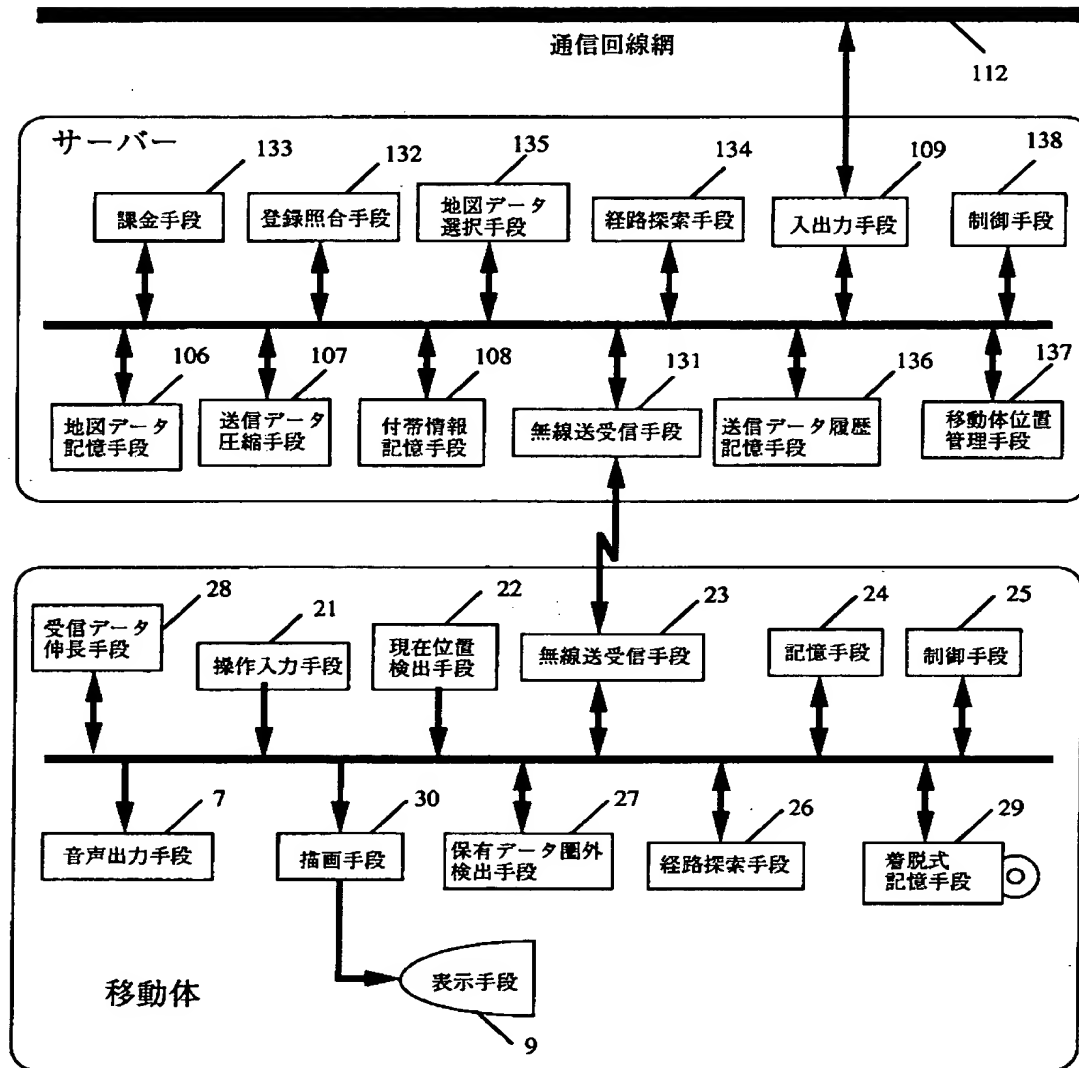 通信回線網
112
サーバー
133
132
135
134
109
138
課金手段
登録照合手段
地図データ
選択手段
経路探索手段
入出力手段
制御手段
106
107
108
131
136
137
地図データ
記憶手段
送信データ
圧縮手段
付帯情報
記憶手段
無線送受信手段
送信データ履歴
記憶手段
移動体位置
管理手段
28
21
22
23
24
25
受信データ
伸長手段
操作入力手段
現在位置
検出手段
無線送受信手段
記憶手段
制御手段
7
30
27
26
29
音声出力手段
描画手段
保有データ圏外
検出手段
経路探索手段
着脱式
記憶手段
移動体
表示手段
9